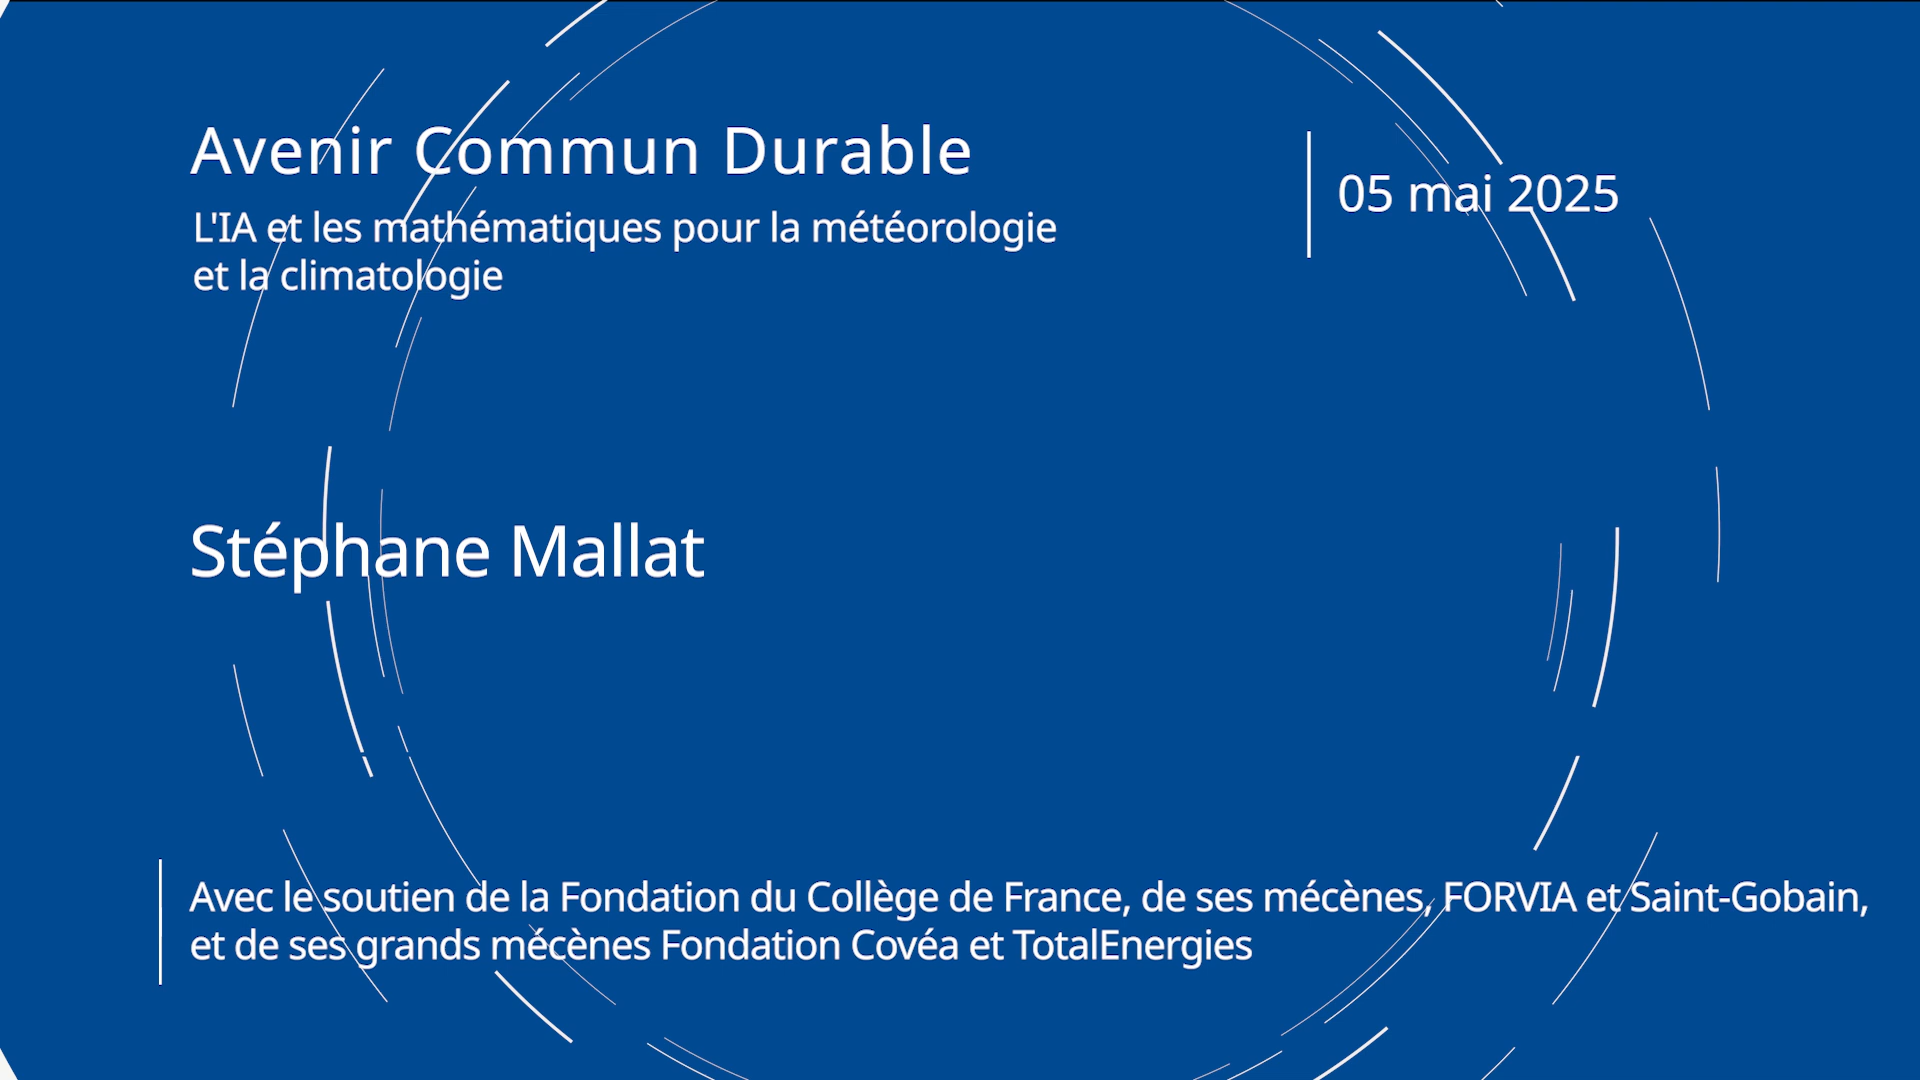 Avenir Commun Durable
L'IA et les mathématiques pour la météorologie
et la climatologie
05 mai 2025
Stéphane Mallat
Avec le soutien de la Fondation du Collège de France, de ses mécènes, FORVIA et Saint-Gobain,
et de ses grands mécènes Fondation Covéa et TotalEnergies